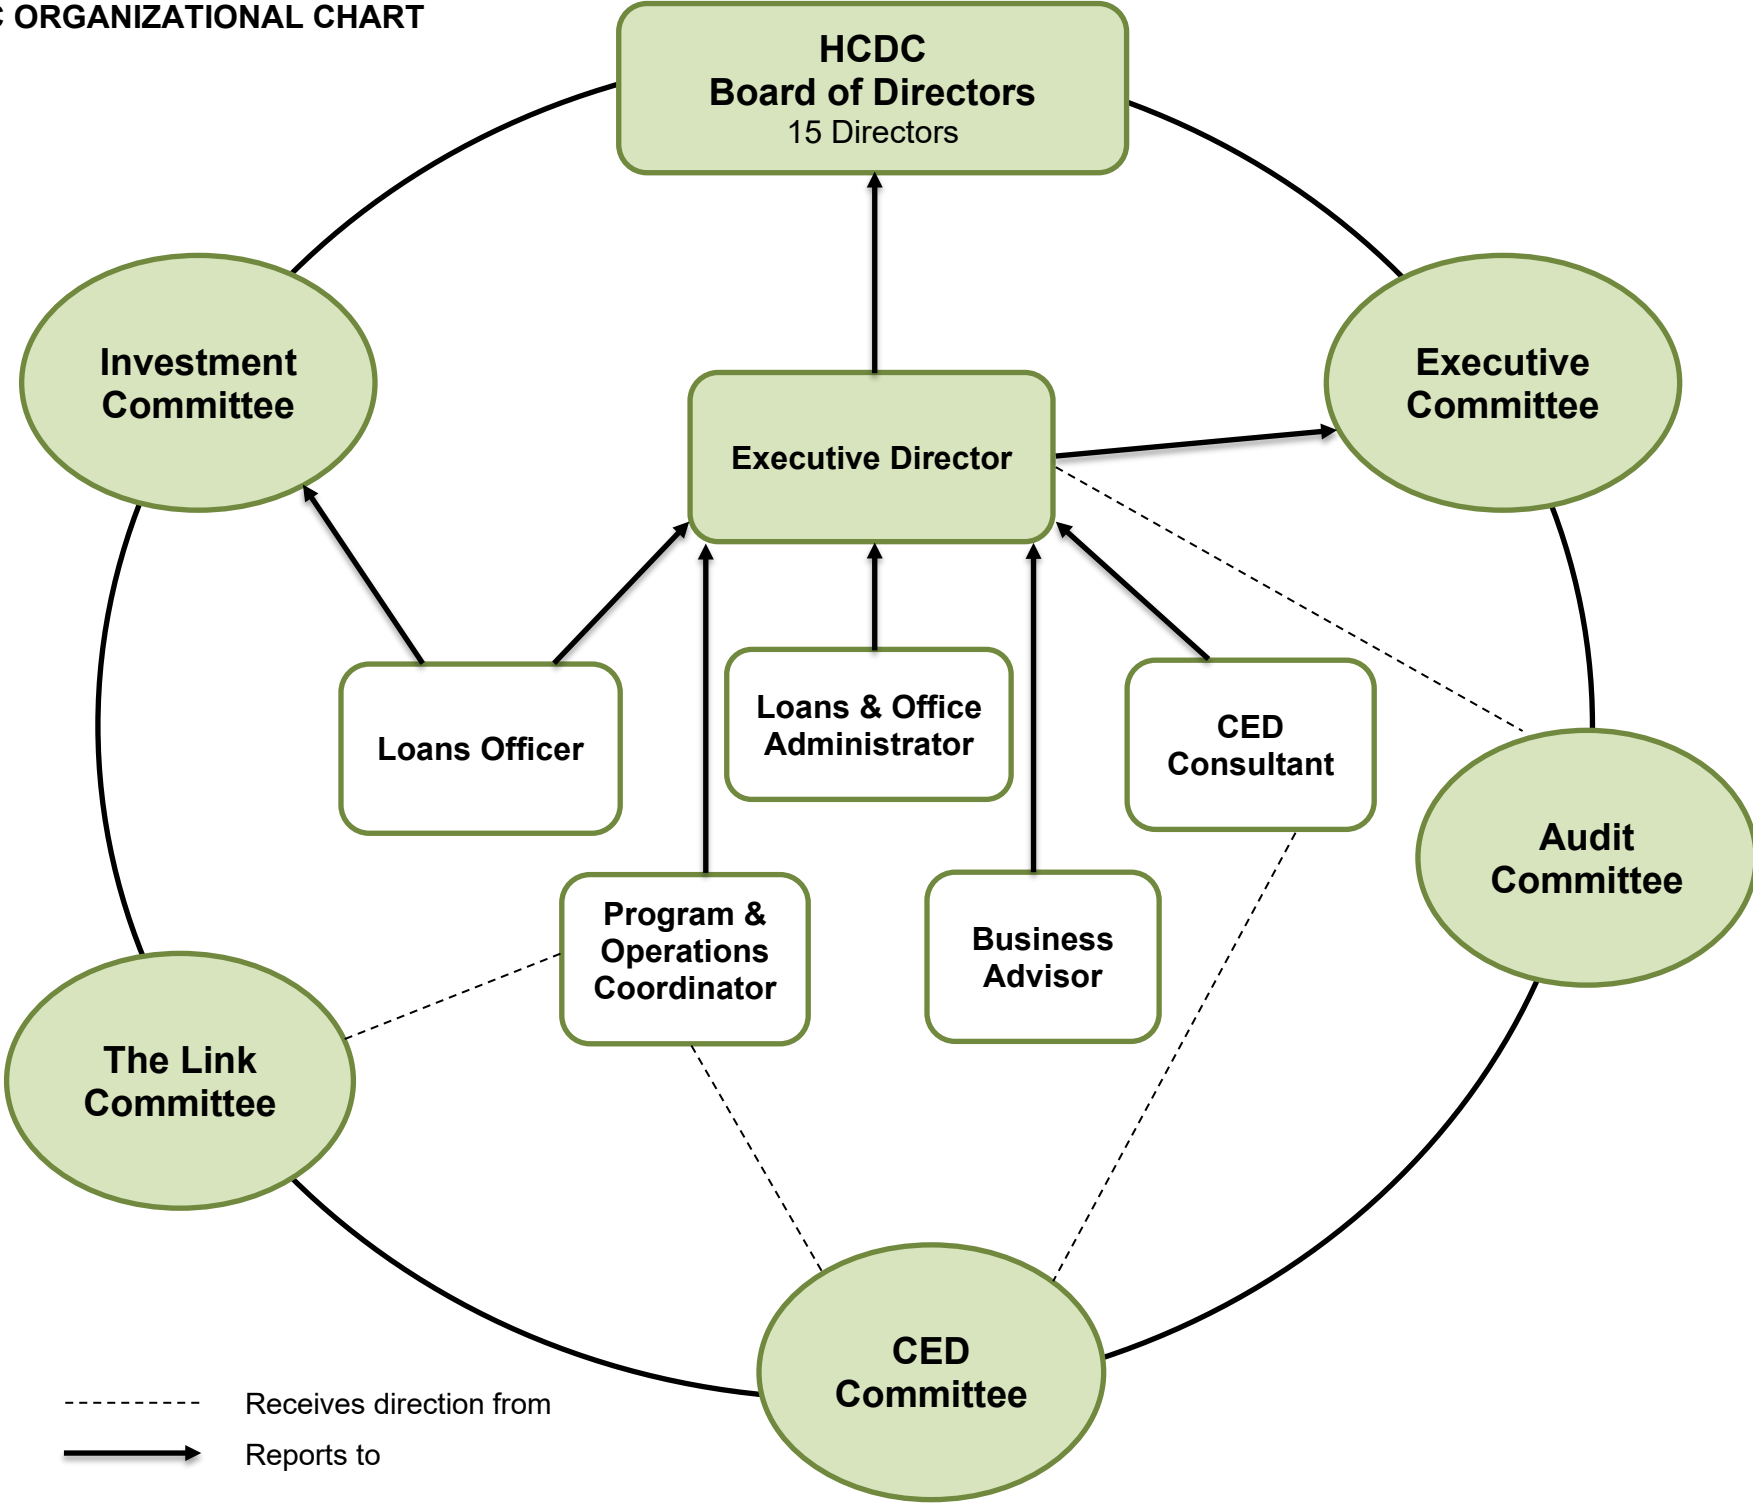 C ORGANIZATIONAL CHART
HCDC
Board of Directors
15 Directors
Investment
Committee
Executive
Committee
Executive Director
Loans Officer
Loans & Office
Administrator
CED
Consultant
Audit
Committee
Program &
Operations
Coordinator
Business
Advisor
The Link
Committee
CED
Committee
Receives direction from
Reports to